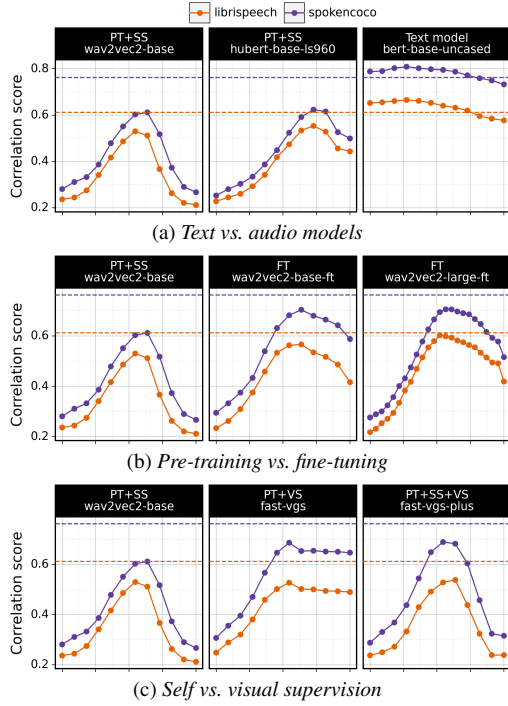 librispeech spokencoco
PT+SS
wav2vec2-base
PT+SS
hubert-base-ls960
Text model
bert-base-uncased
Correlation score
0.8
0.6
0.4
0.2
(a) Text vs. audio models
PT+SS
wav2vec2-base
FT
wav2vec2-base-ft
FT
wav2vec2-large-ft
Correlation score
0.6
0.4
0.2
(b) Pre-training vs. fine-tuning
PT+SS
wav2vec2-base
PT+VS
fast-vgs
PT+SS+VS
fast-vgs-plus
Correlation score
0.6
0.4
0.2
(c) Self vs. visual supervision